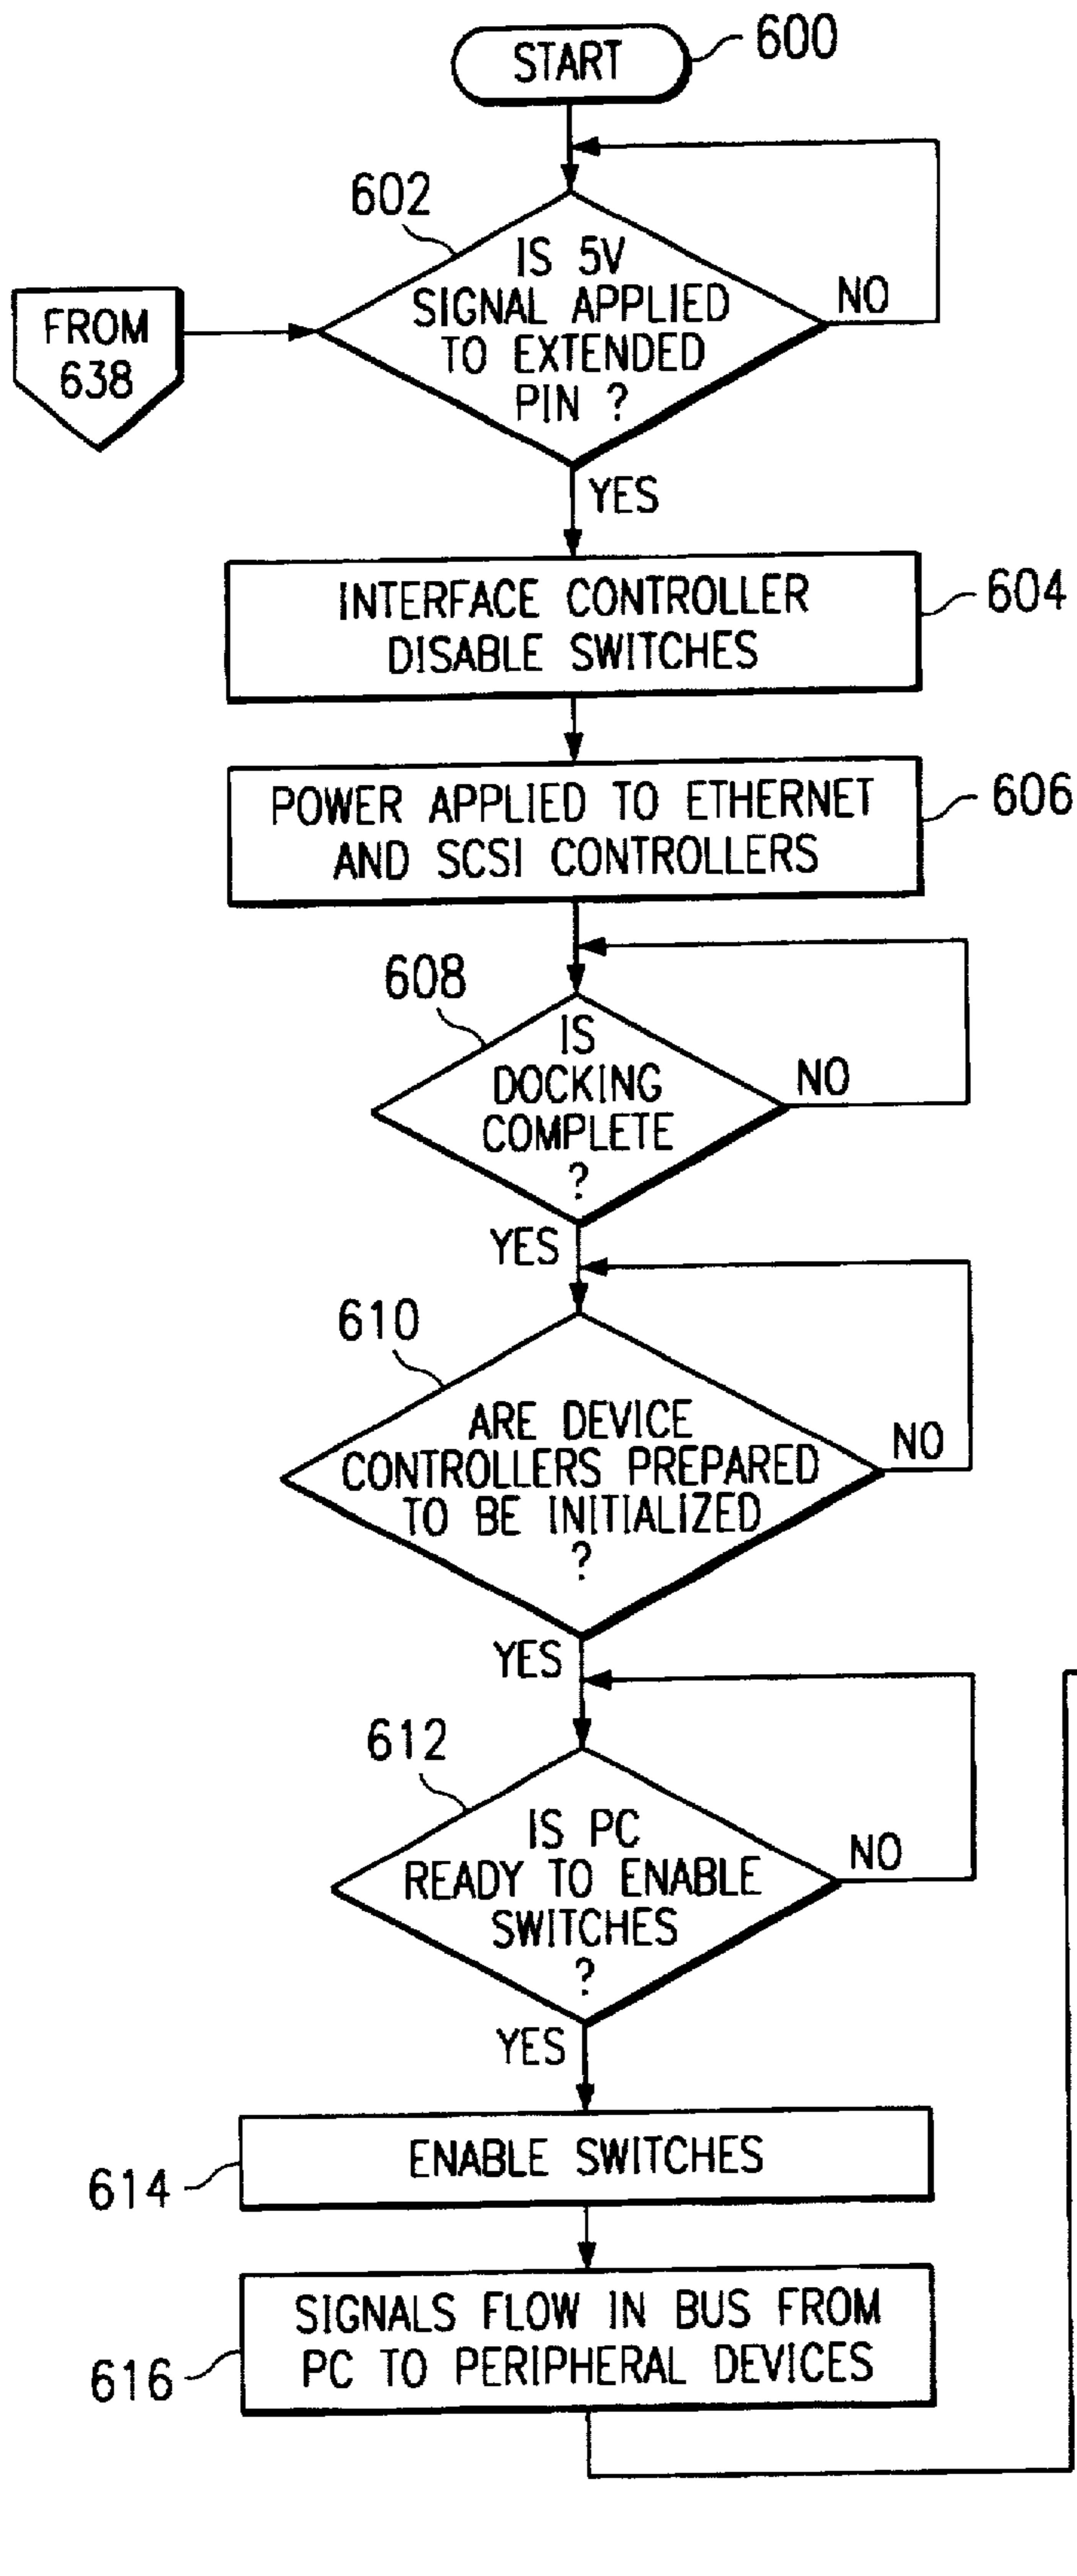 START
600
602
IS 5V
SIGNAL APPLIED
TO EXTENDED
PIN ?
NO
FROM
638
YES
INTERFACE CONTROLLER
DISABLE SWITCHES
604
POWER APPLIED TO ETHERNET
AND SCSI CONTROLLERS
606
608
IS
DOCKING
COMPLETE
?
NO
YES
610
ARE DEVICE
CONTROLLERS PREPARED
TO BE INITIALIZED
?
NO
YES
612
IS PC
READY TO ENABLE
SWITCHES
?
NO
YES
ENABLE SWITCHES
614
SIGNALS FLOW IN BUS FROM
PC TO PERIPHERAL DEVICES
616